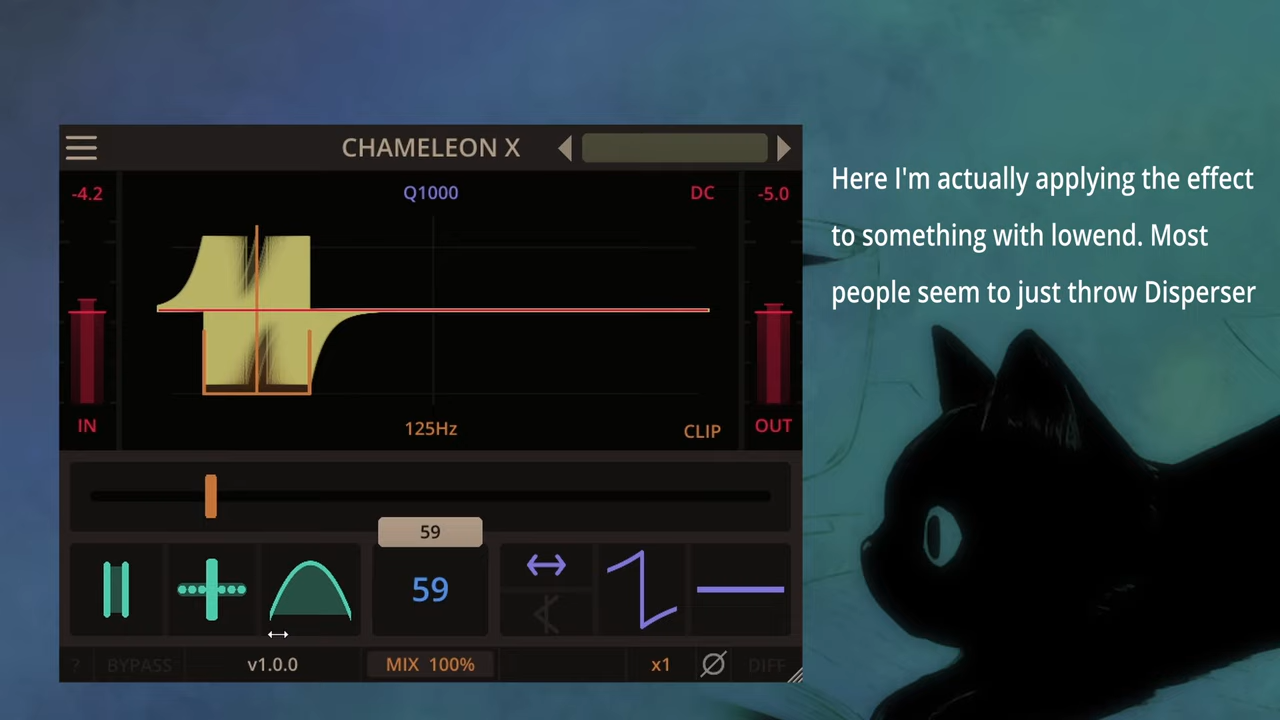 CHAMELEON X
-4.2
Q1000
DC
-5.0
Here I'm actually applying the effect
to something with lowend. Most
people seem to just throw Disperser
IN
125Hz
CLIP
OUT
59
59
?
BYPASS
v1.0.0
MIX 100%
x1
DIFF